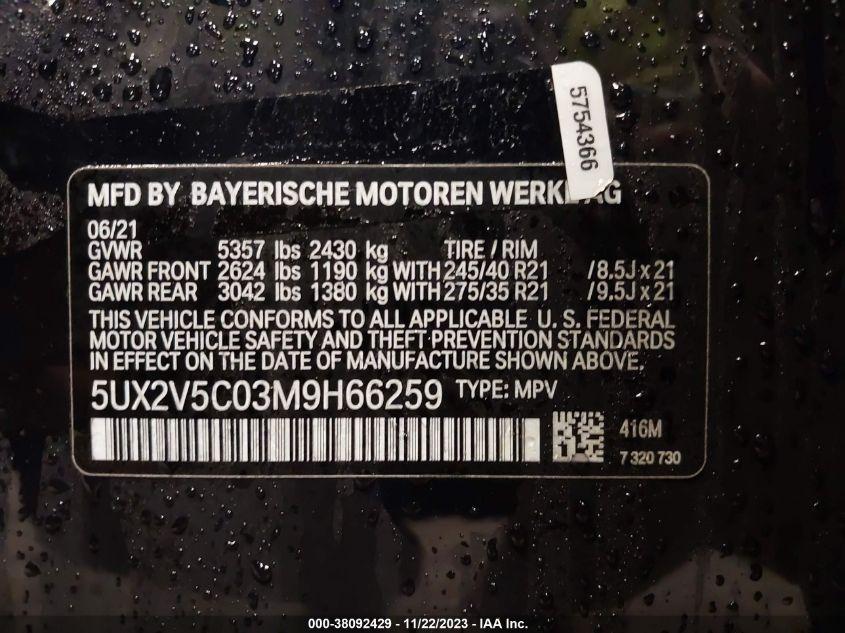 5754366
MFD BY BAYERISCHE MOTOREN AG
06/21
GVWR 5357 lbs 2430 kg TIRE / RIM
GAWR FRONT 2624 lbs 1190 kg WITH 245/40 R21 /8.5J x 21
GAWR REAR 3042 lbs 1380 kg WITH 275/35 R21 /9.5J x 21
THIS VEHICLE CONFORMS TO ALL APPLICABLE U. S. FEDERAL
MOTOR VEHICLE SAFETY AND THEFT PREVENTION STANDARDS
IN EFFECT ON THE DATE OF MANUFACTURE SHOWN ABOVE.
5UX2V5C03M9H66259 TYPE: MPV
416M
7 320 730
000-38092429 - 11/22/2023 - IAA Inc.